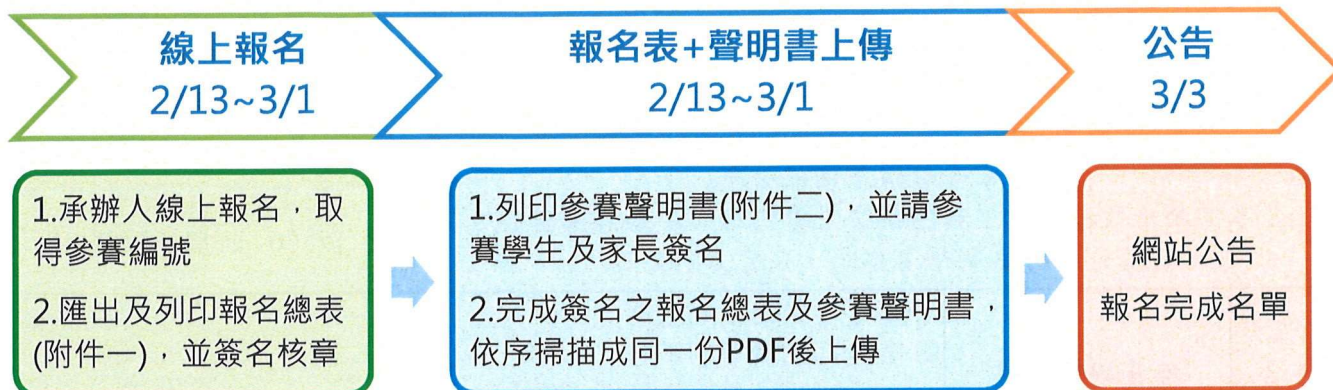 線上報名
2/13~3/1
報名表+聲明書上傳
2/13~3/1
公告
3/3
1.承辦人線上報名，取
得參賽編號
2.匯出及列印報名總表
(附件一)，並簽名核章
1.列印參賽聲明書(附件二)，並請參
賽學生及家長簽名
2.完成簽名之報名總表及參賽聲明書，
依序掃描成同一份PDF後上傳
網站公告
報名完成名單